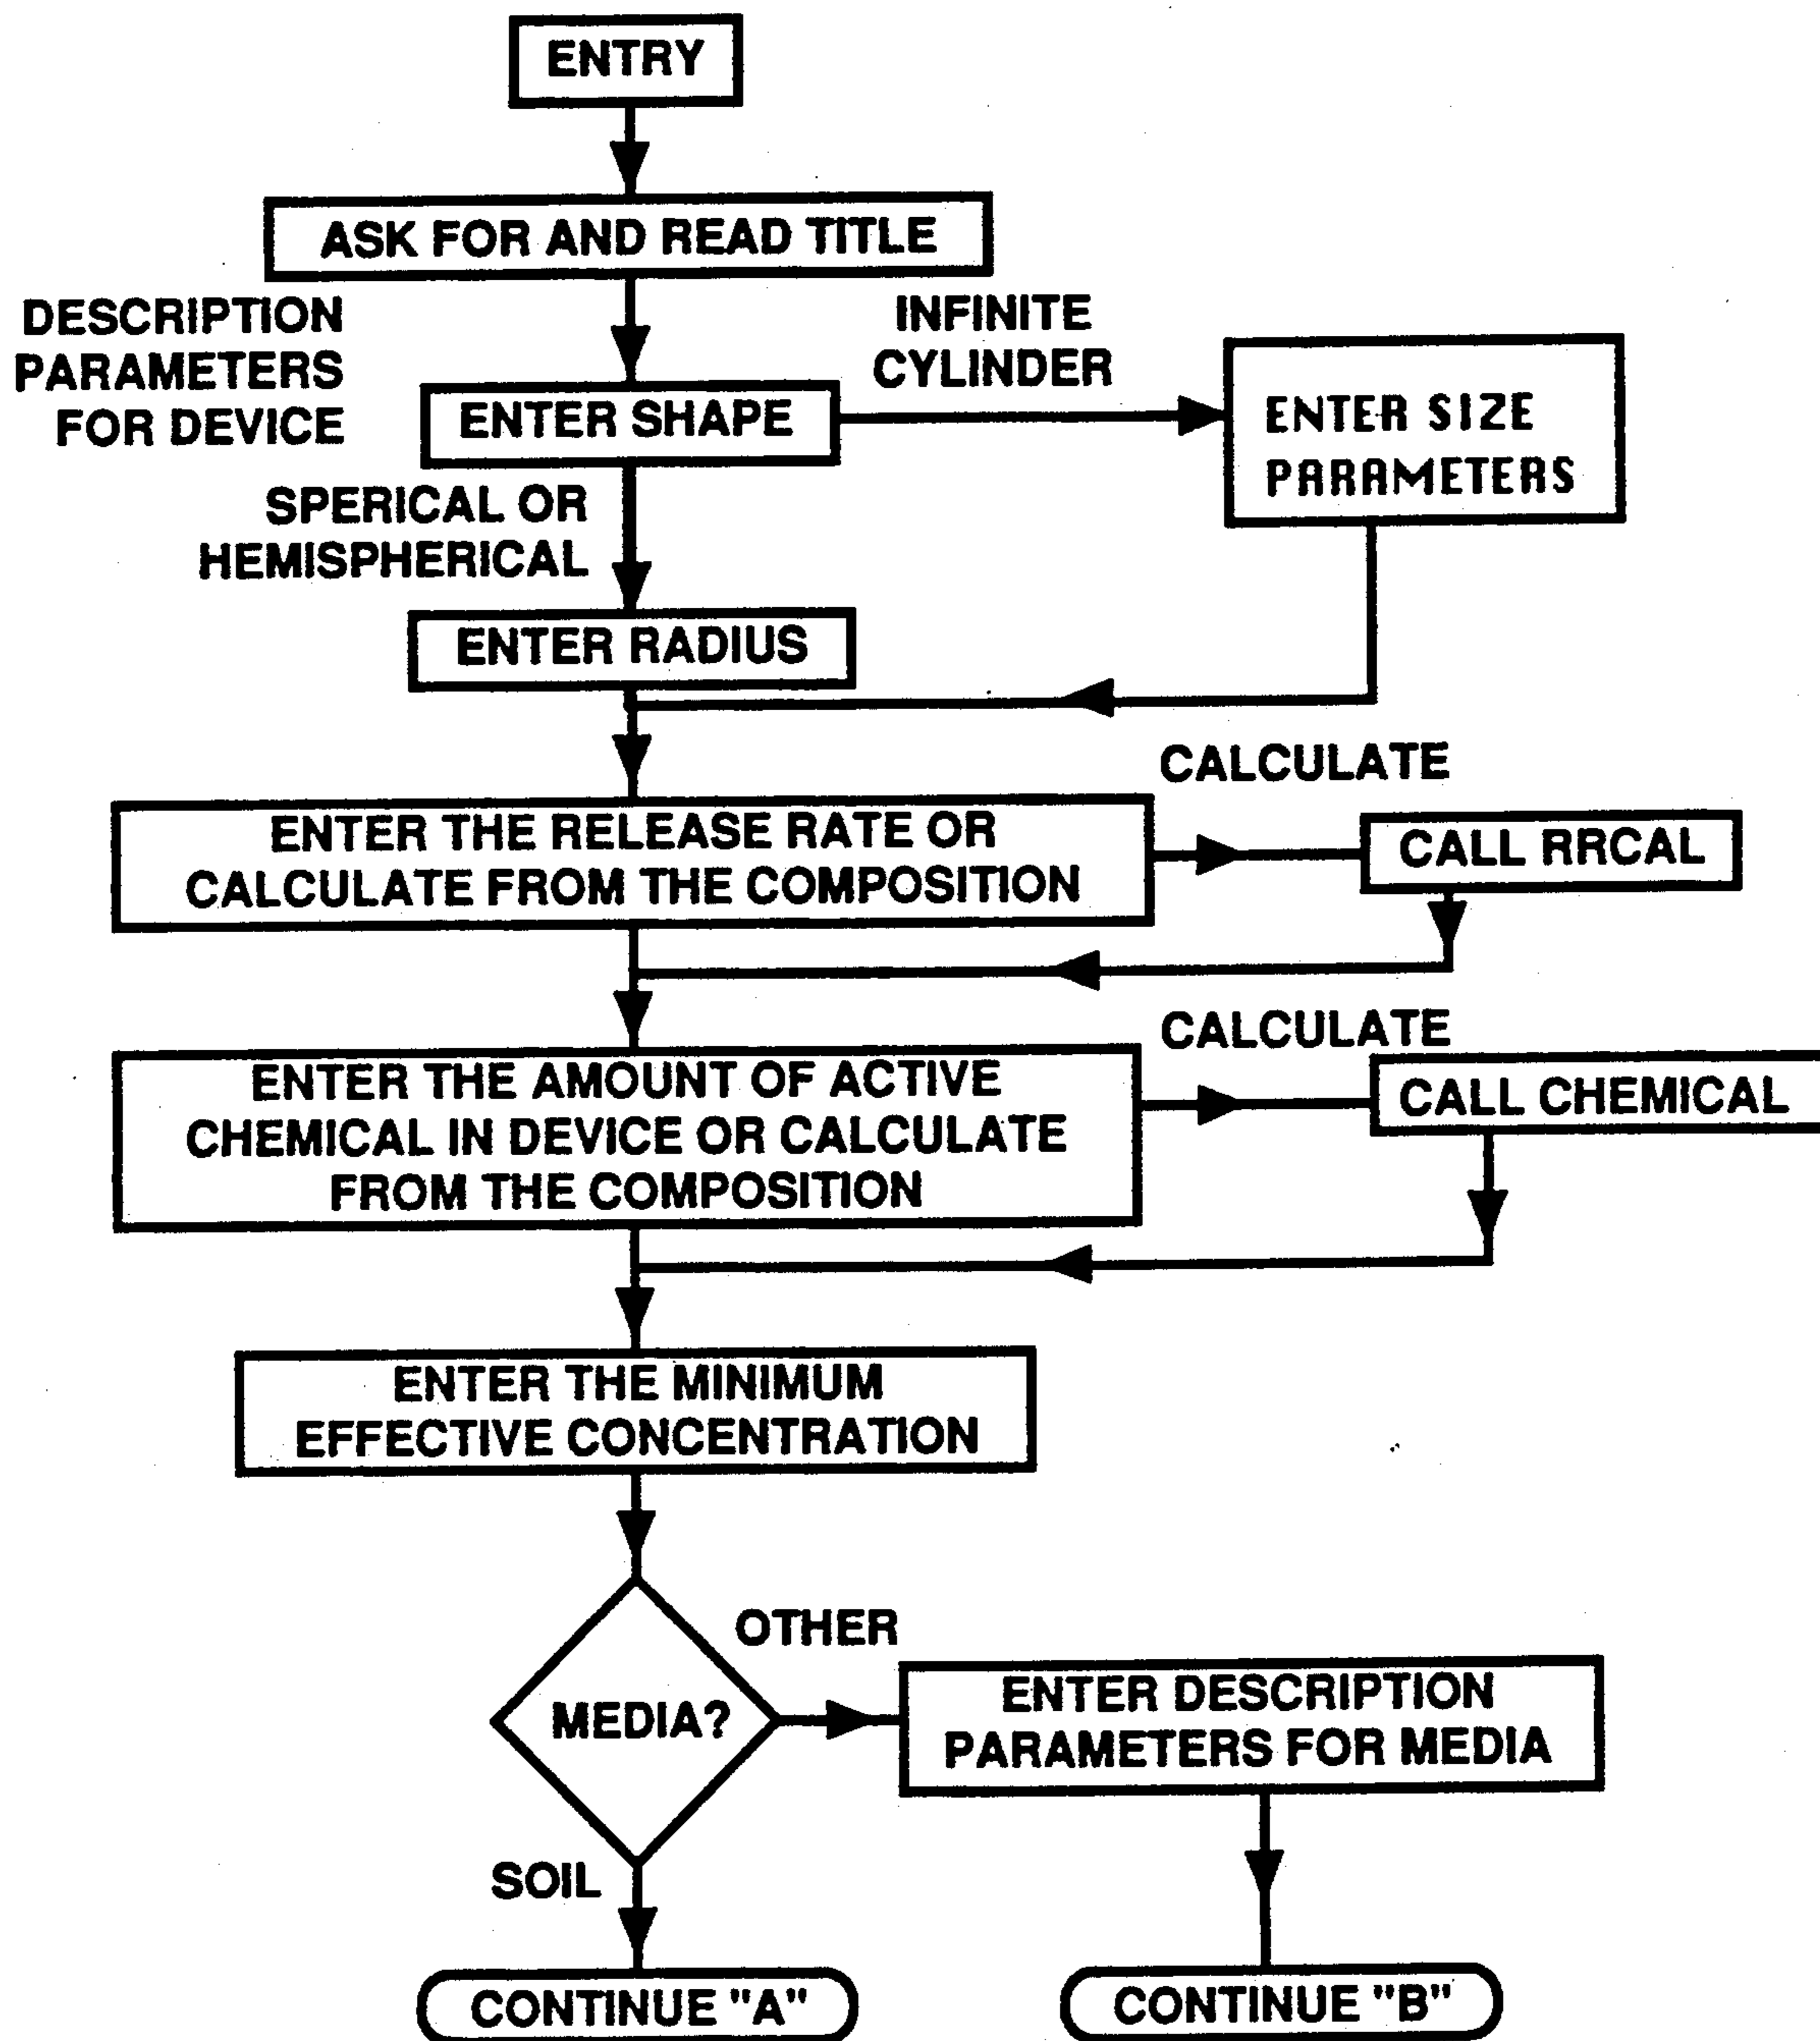 ENTRY
ASK FOR AND READ TITLE
DESCRIPTION
PARAMETERS
FOR DEVICE
INFINITE
CYLINDER
ENTER SHAPE
ENTER SIZE
PARAMETERS
SPERICAL OR
HEMISPHERICAL
ENTER RADIUS
CALCULATE
ENTER THE RELEASE RATE OR
CALCULATE FROM THE COMPOSITION
CALL RRCAL
CALCULATE
ENTER THE AMOUNT OF ACTIVE
CHEMICAL IN DEVICE OR CALCULATE
FROM THE COMPOSITION
CALL CHEMICAL
ENTER THE MINIMUM
EFFECTIVE CONCENTRATION
MEDIA?
OTHER
ENTER DESCRIPTION
PARAMETERS FOR MEDIA
SOIL
CONTINUE "A"
CONTINUE "B"